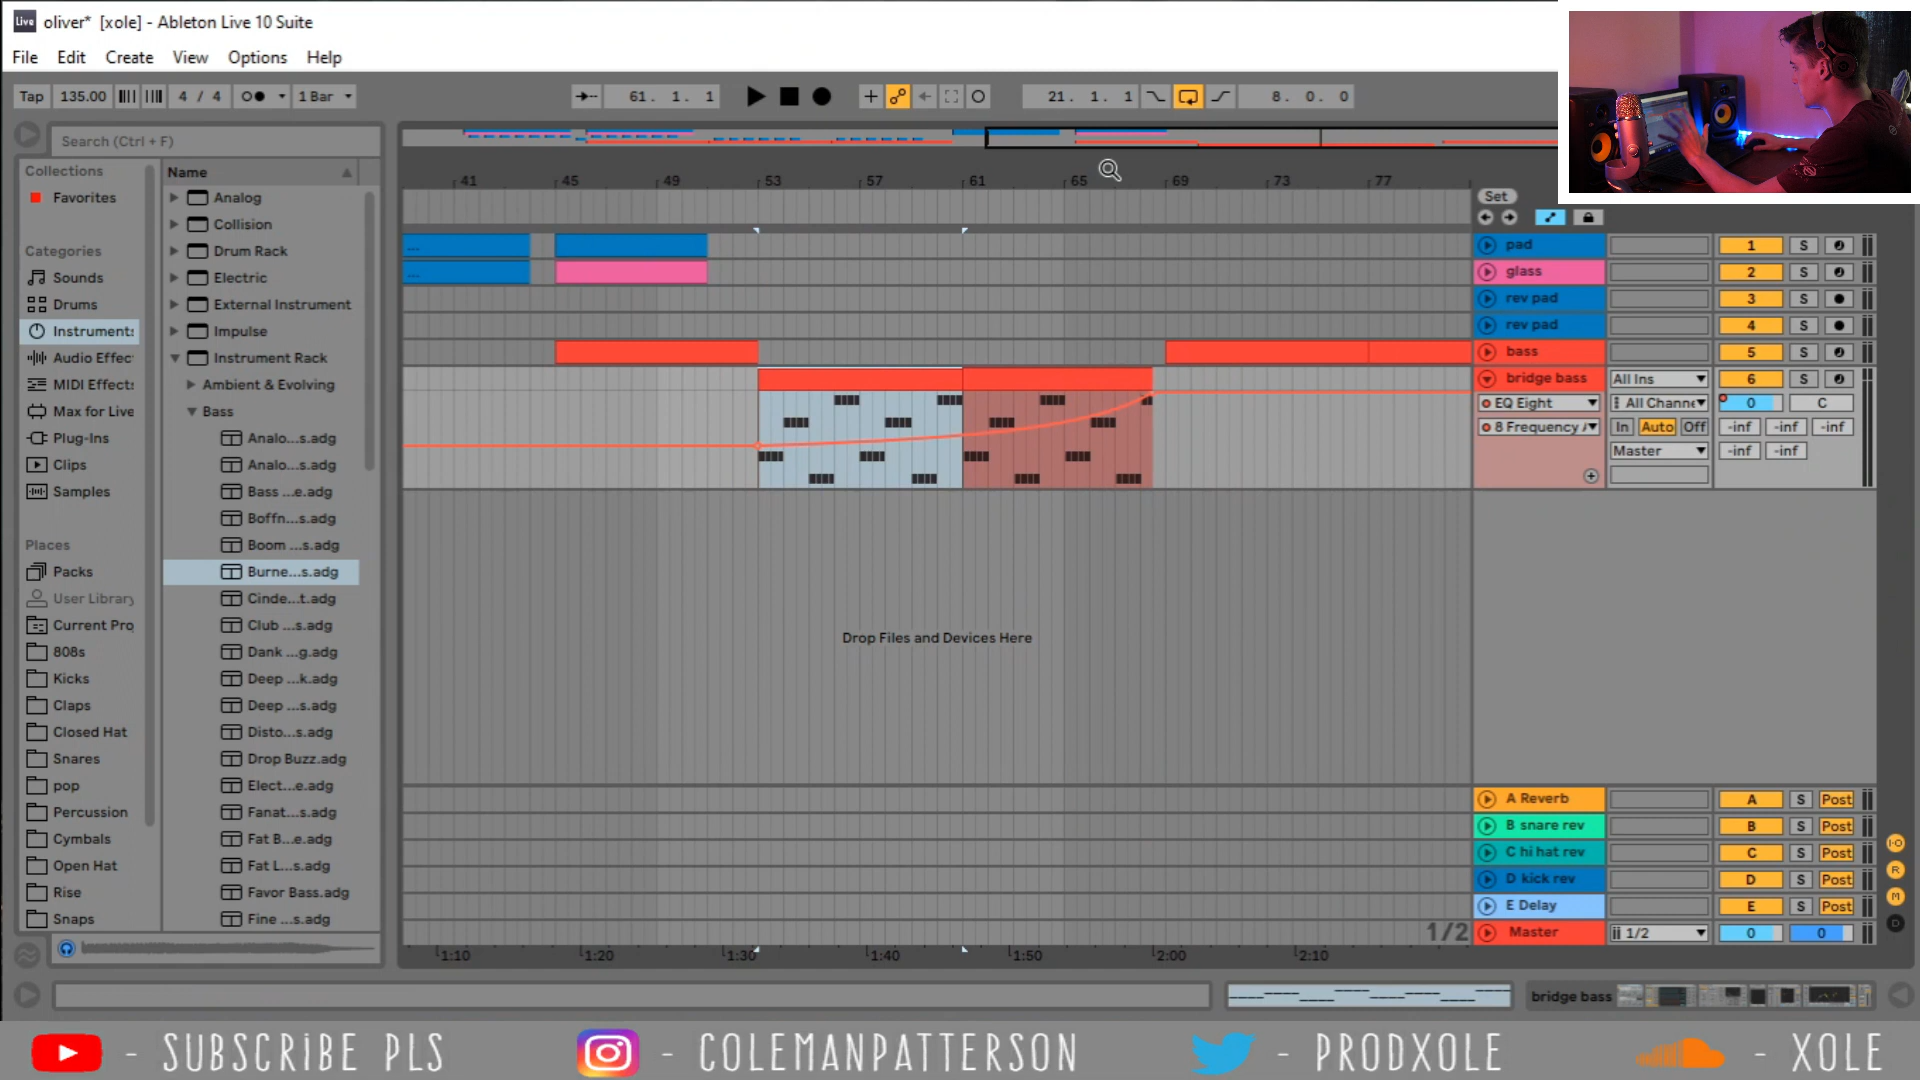 Live oliver* [xole] - Ableton Live 10 Suite
File Edit Create View Options Help
Tap 135.00 4 / 4 1 Bar 61. 1. 1 21. 1. 1 8. 0. 0
Search (Ctrl + F)
Collections
Favorites
Categories
Sounds
Drums
Instruments
Audio Effec
MIDI Effects
Max for Live
Plug-Ins
Clips
Samples
Places
Packs
User Library
Current Pro
808s
Kicks
Claps
Closed Hat
Snares
pop
Percussion
Cymbals
Open Hat
Rise
Snaps
Name
Analog
Collision
Drum Rack
Electric
External Instrument
Impulse
Instrument Rack
Ambient & Evolving
Bass
Analo...s.adg
Analo...s.adg
Bass ...e.adg
Boffn...s.adg
Boom ...s.adg
Burne...s.adg
Cinde...t.adg
Club ...s.adg
Dank ...g.adg
Deep ...k.adg
Deep ...s.adg
Disto...s.adg
Drop Buzz.adg
Elect...e.adg
Fanat...s.adg
Fat B...e.adg
Fat L...s.adg
Favor Bass.adg
Fine ...s.adg
41 45 49 53 57 61 65 69 73 77
Drop Files and Devices Here
1/2
1:10 1:20 1:30 1:40 1:50 2:00 2:10
Set
pad 1 S
glass 2 S
rev pad 3 S
rev pad 4 S
bass 5 S
bridge bass All Ins 6 S
EQ Eight All Channe 0 C
8 Frequency A In Auto Off -inf -inf -inf
Master -inf -inf
A Reverb A S Post
B snare rev B S Post
C hi hat rev C S Post
D kick rev D S Post
E Delay E S Post
Master 1/2 0 0
I·O
R
M
D
bridge bass
- SUBSCRIBE PLS - COLEMANPATTERSON - PRODXOLE - XOLE